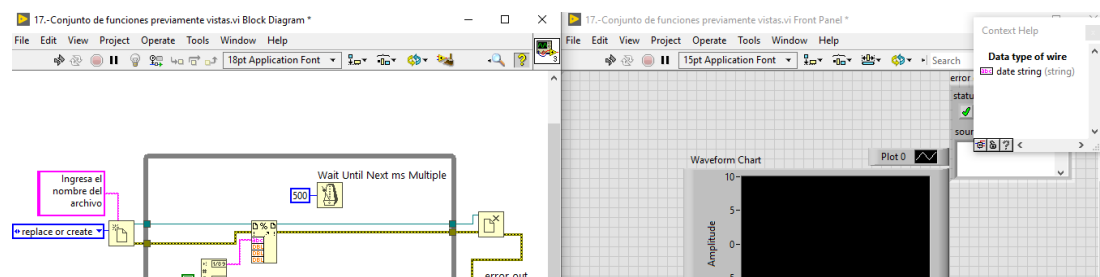 17.-Conjunto de funciones previamente vistas.vi Block Diagram *
File Edit View Project Operate Tools Window Help
18pt Application Font
3
Ingresa el
nombre del
archivo
replace or create
Wait Until Next ms Multiple
500
error out
17.-Conjunto de funciones previamente vistas.vi Front Panel *
File Edit View Project Operate Tools Window Help
15pt Application Font
Search
Context Help
Data type of wire
abc date string (string)
error
statu
sour
Waveform Chart
Plot 0
Amplitude
10
5
0
-5